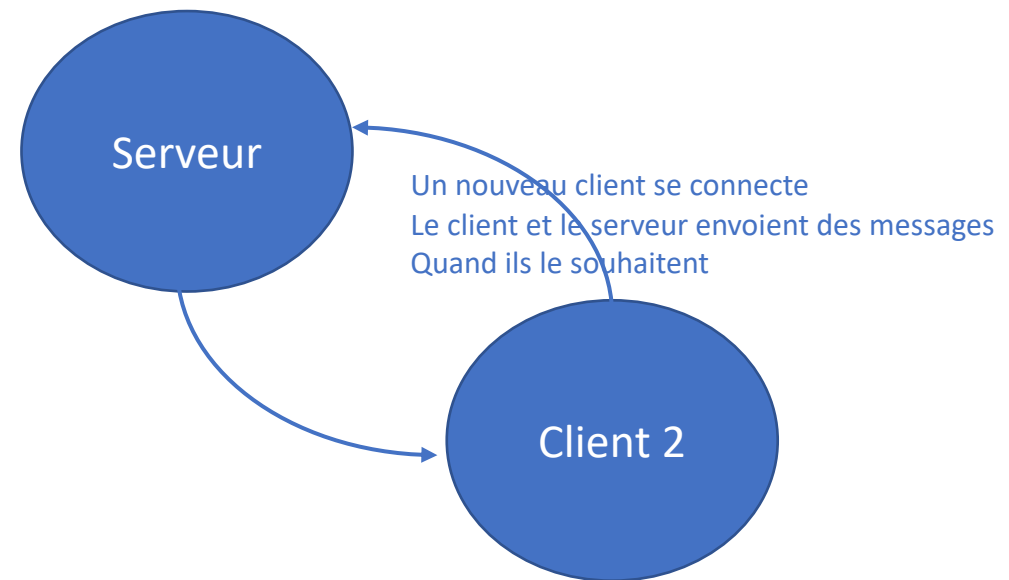 Serveur
Un nouveau client se connecte
Le client et le serveur envoient des messages
Quand ils le souhaitent
Client 2